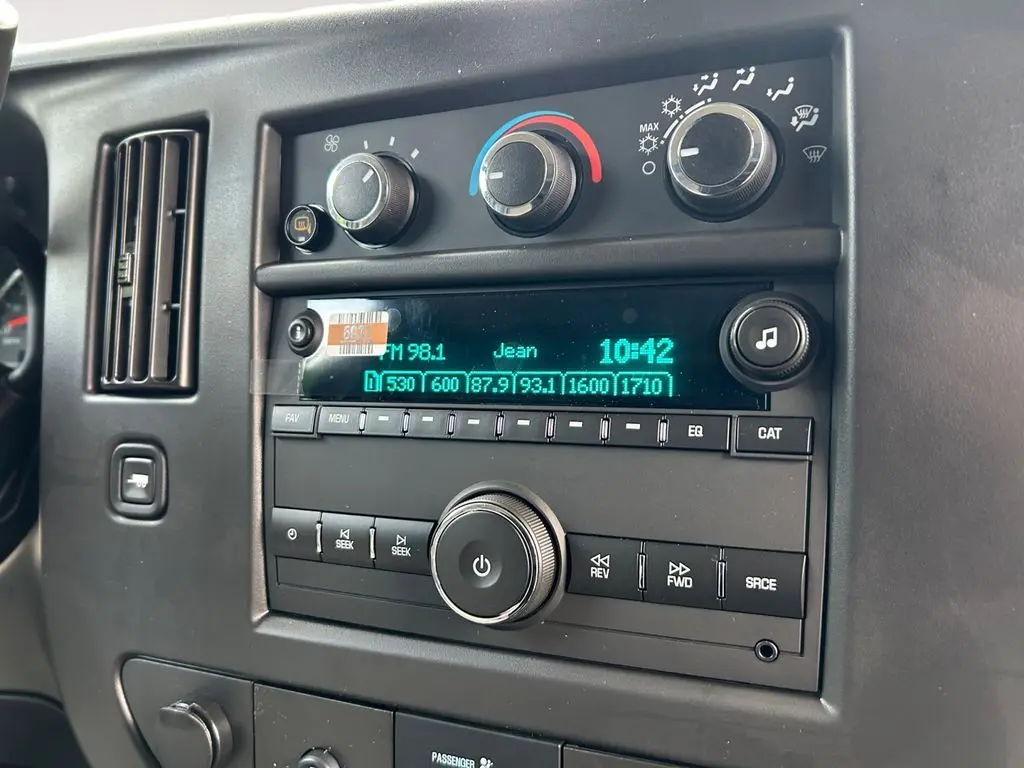 MAX
FM 98.1 Jean 10:42
1 530 600 87.9 93.1 1600 1710
FAV MENU EQ CAT
SEEK SEEK REV FWD SRCE
PASSENGER